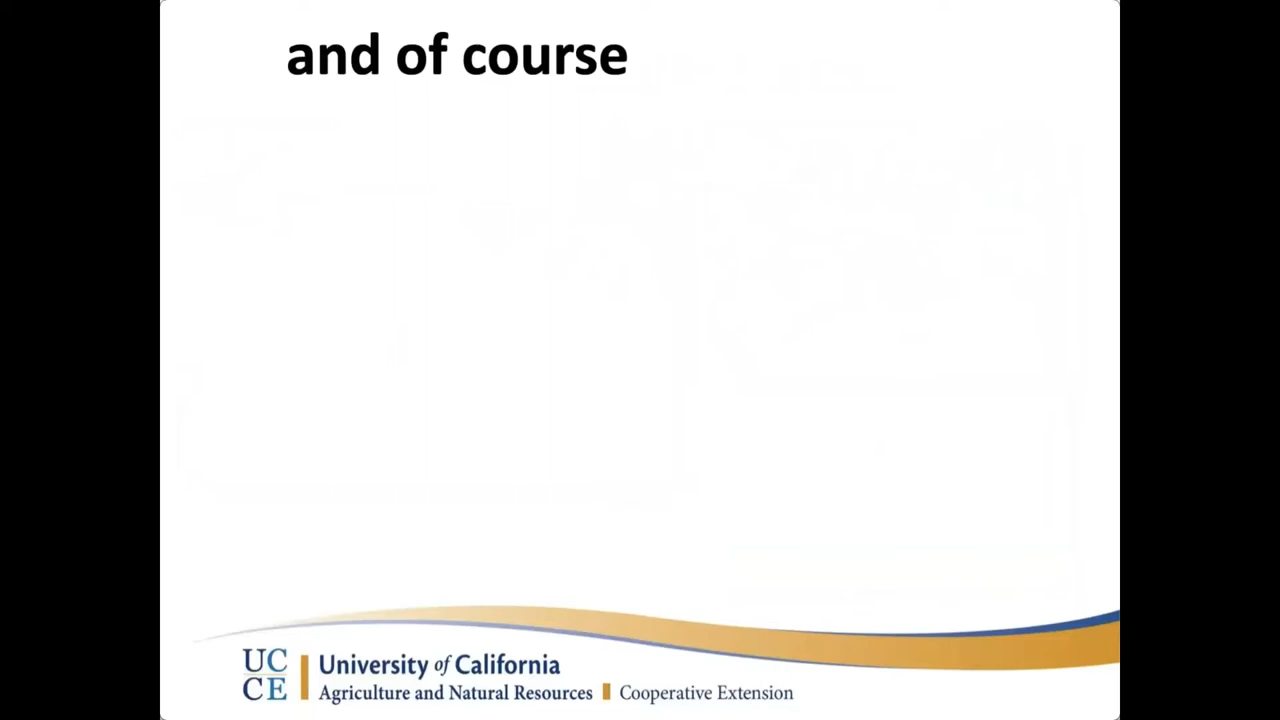 and of course
UC
CE
University of California
Agriculture and Natural Resources Cooperative Extension